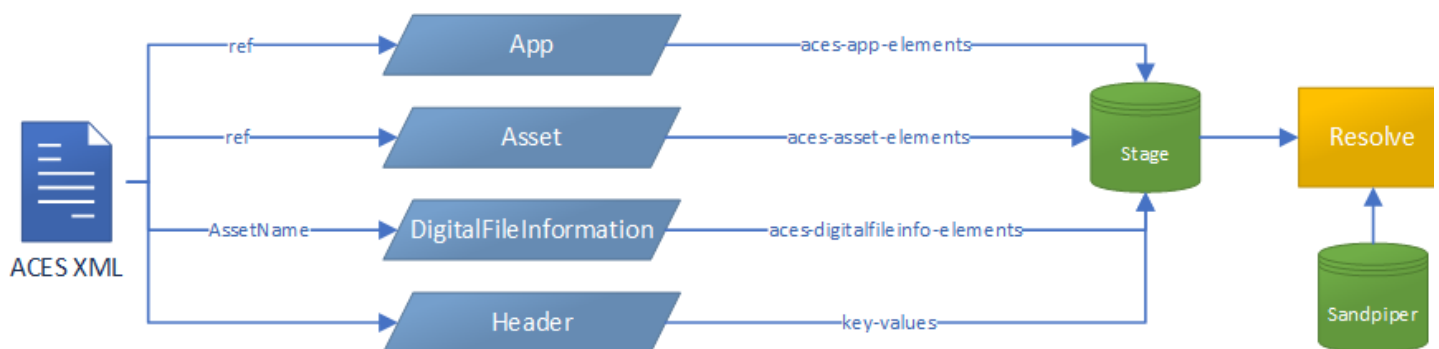 ref
App
aces-app-elements
ref
Asset
aces-asset-elements
Stage
Resolve
AssetName
DigitalFileInformation
aces-digitalfileinfo-elements
ACES XML
Header
key-values
Sandpiper